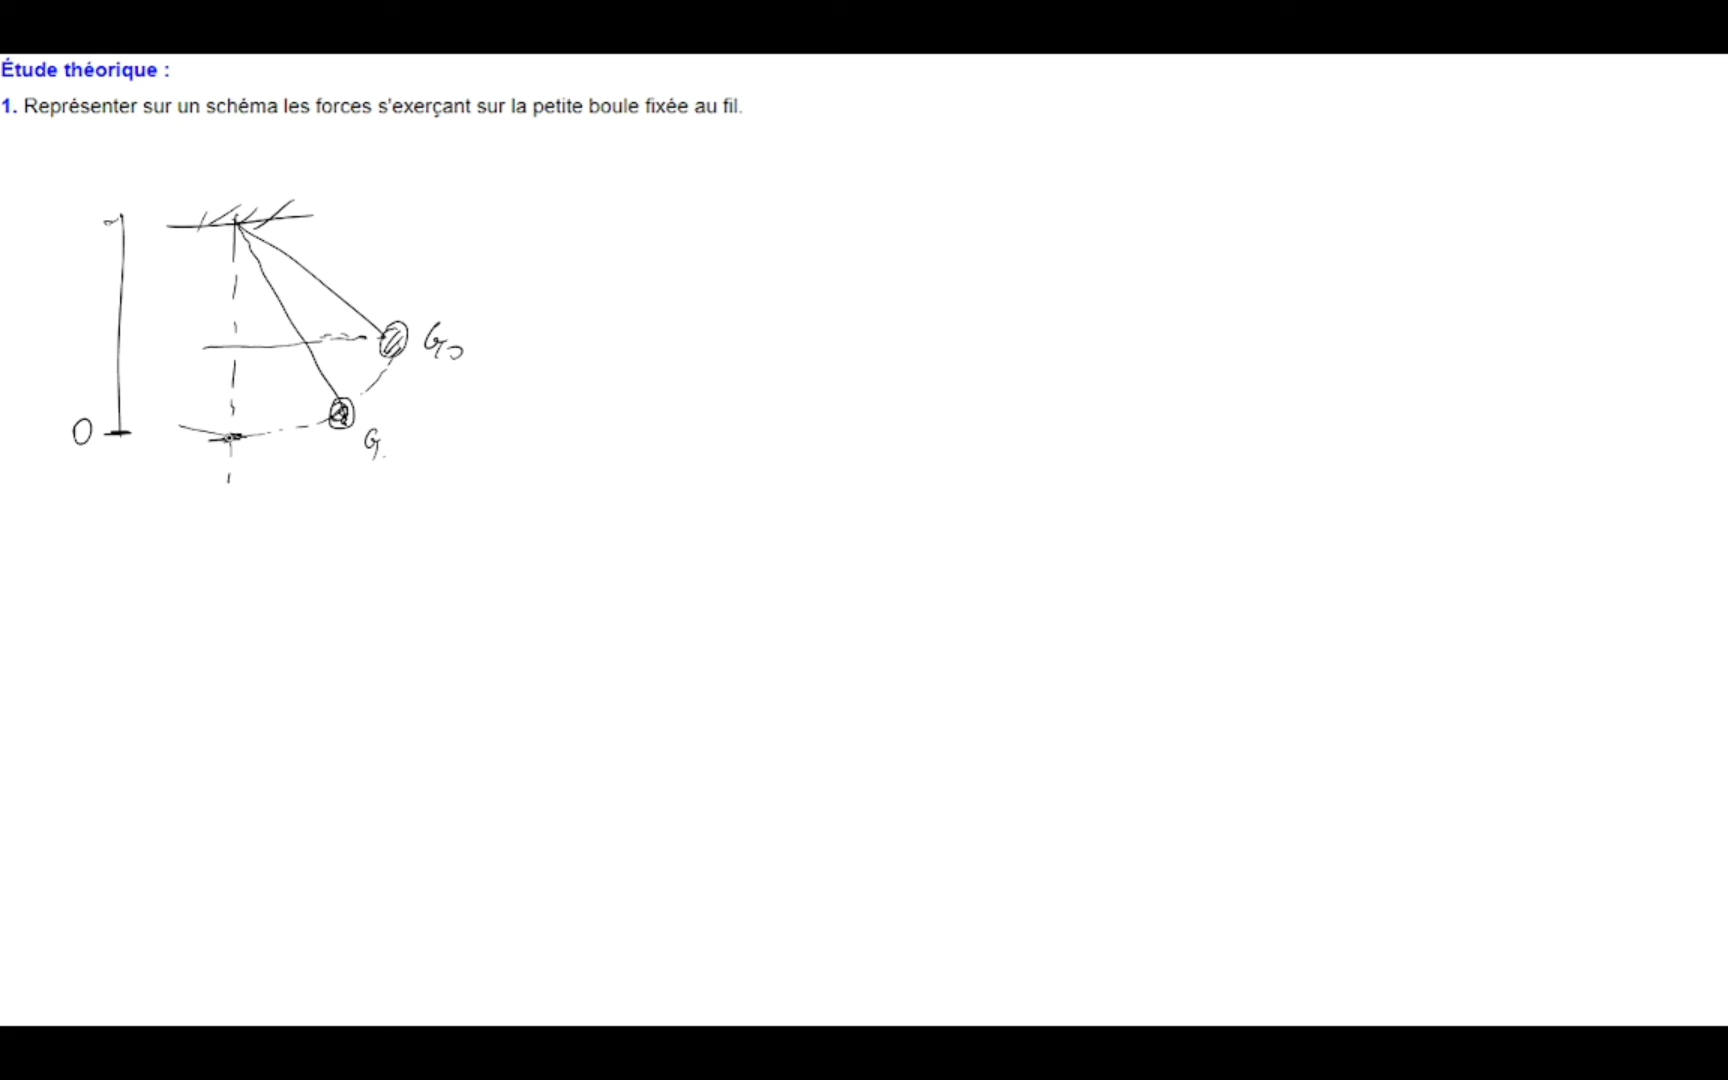 Étude théorique :
1. Représenter sur un schéma les forces s'exerçant sur la petite boule fixée au fil.
G₀
O
G